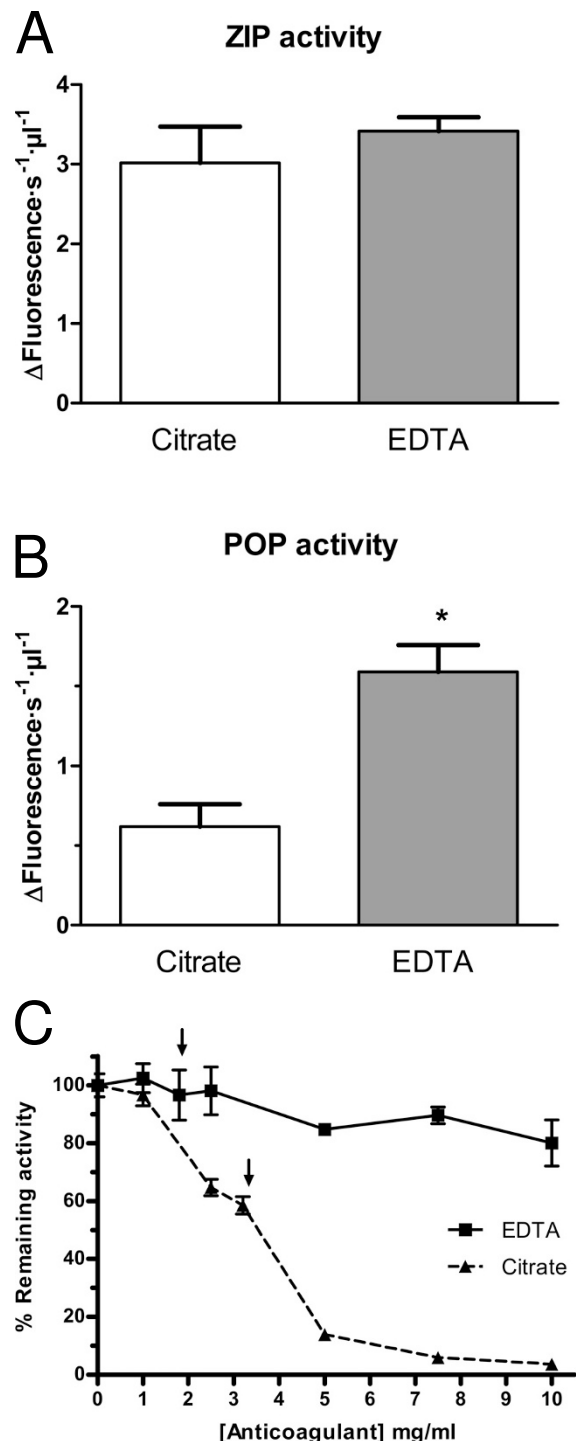 A
ZIP activity
ΔFluorescence·s⁻¹·µl⁻¹
4
3
2
1
0
Citrate
EDTA
B
POP activity
ΔFluorescence·s⁻¹·µl⁻¹
2
1
0
*
Citrate
EDTA
C
% Remaining activity
100
80
60
40
20
0
EDTA
Citrate
0 1 2 3 4 5 6 7 8 9 10
[Anticoagulant] mg/ml